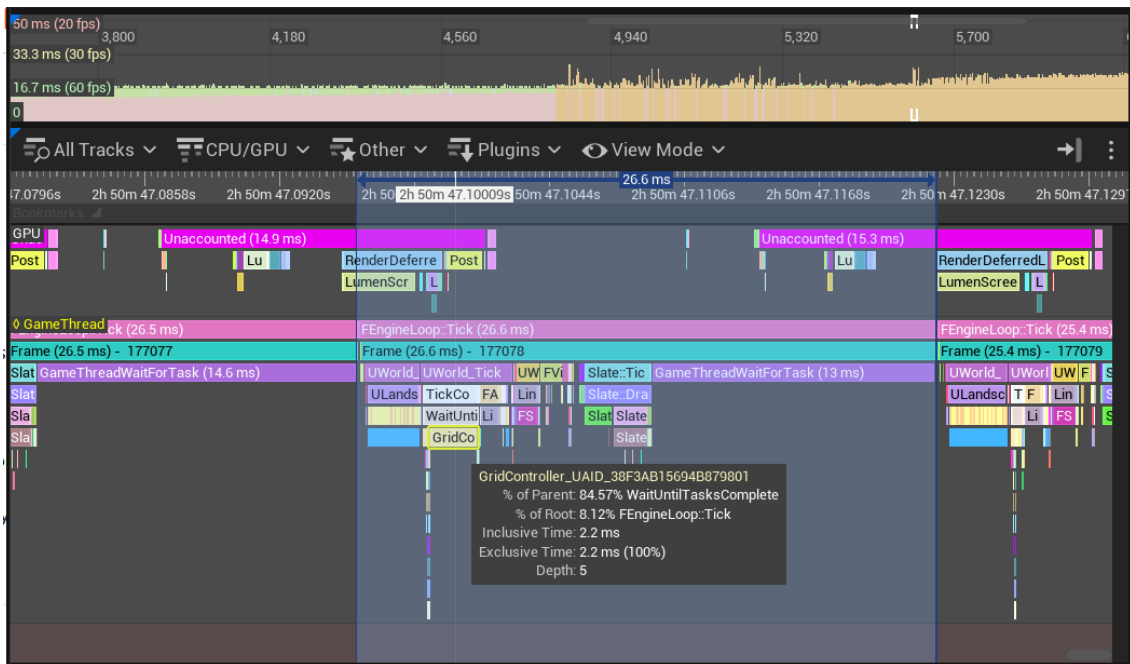 50 ms (20 fps)
3,800 4,180 4,560 4,940 5,320 5,700
33.3 ms (30 fps)
16.7 ms (60 fps)
0
All Tracks CPU/GPU Other Plugins View Mode
26.6 ms
47.0796s 2h 50m 47.0858s 2h 50m 47.0920s 2h 50 2h 50m 47.10009s 50m 47.1044s 2h 50m 47.1106s 2h 50m 47.1168s 2h 50m 47.1230s 2h 50m 47.129
Bookmarks
GPU Unaccounted (14.9 ms) Unaccounted (15.3 ms)
Post Lu RenderDeferre Post Lu RenderDeferredL Post
LumenScr L LumenScree L
GameThread
ck (26.5 ms) FEngineLoop::Tick (26.6 ms) FEngineLoop::Tick (25.4 ms)
Frame (26.5 ms) - 177077 Frame (26.6 ms) - 177078 Frame (25.4 ms) - 177079
Slat GameThreadWaitForTask (14.6 ms) UWorld_ UWorld_Tick UW FVi Slate::Tic GameThreadWaitForTask (13 ms) UWorld_ UWorl UW F S
Slat ULands TickCo FA Lin Slate::Dra ULandsc T F Lin S
Sla WaitUnti Li FS Slat Slate Li FS S
Sla GridCo Slate
GridController_UAID_38F3AB15694B879801
% of Parent: 84.57% WaitUntilTasksComplete
% of Root: 8.12% FEngineLoop::Tick
Inclusive Time: 2.2 ms
Exclusive Time: 2.2 ms (100%)
Depth: 5